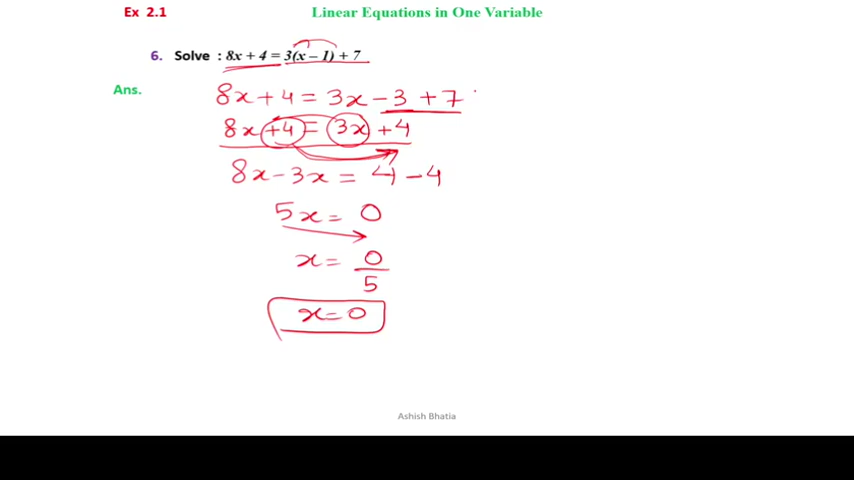 Ex 2.1
Linear Equations in One Variable
6. Solve : 8x + 4 = 3(x – 1) + 7
Ans.
8x + 4 = 3x - 3 + 7
8x + 4 = 3x + 4
8x - 3x = 4 - 4
5x = 0
x = 0/5
x = 0
Ashish Bhatia